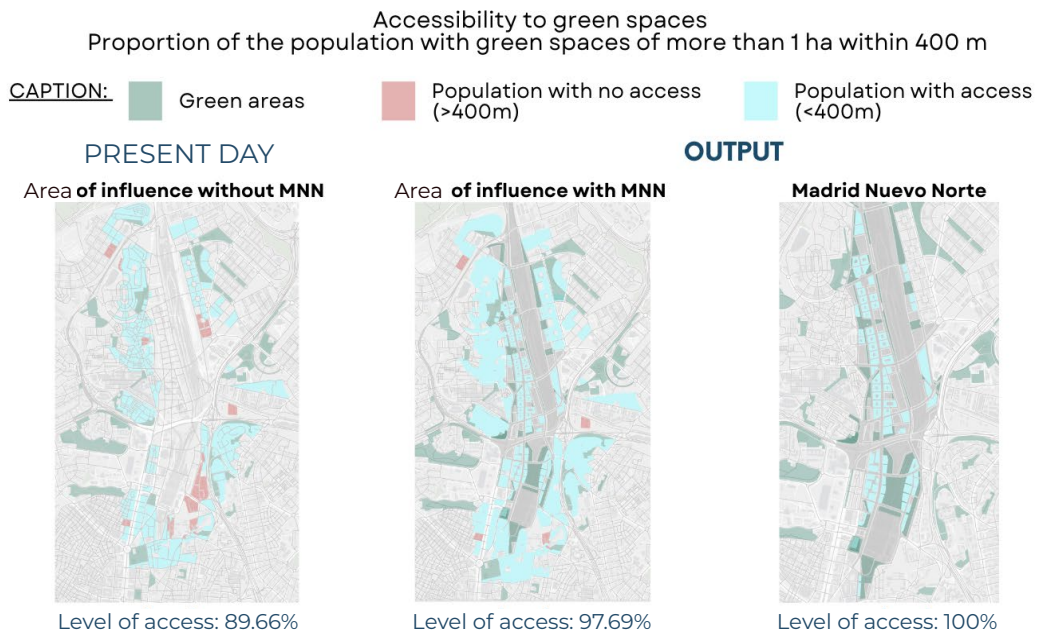 Accessibility to green spaces
Proportion of the population with green spaces of more than 1 ha within 400 m
CAPTION:
Green areas
Population with no access
(>400m)
Population with access
(<400m)
PRESENT DAY
OUTPUT
Area of influence without MNN
Area of influence with MNN
Madrid Nuevo Norte
Level of access: 89.66%
Level of access: 97.69%
Level of access: 100%